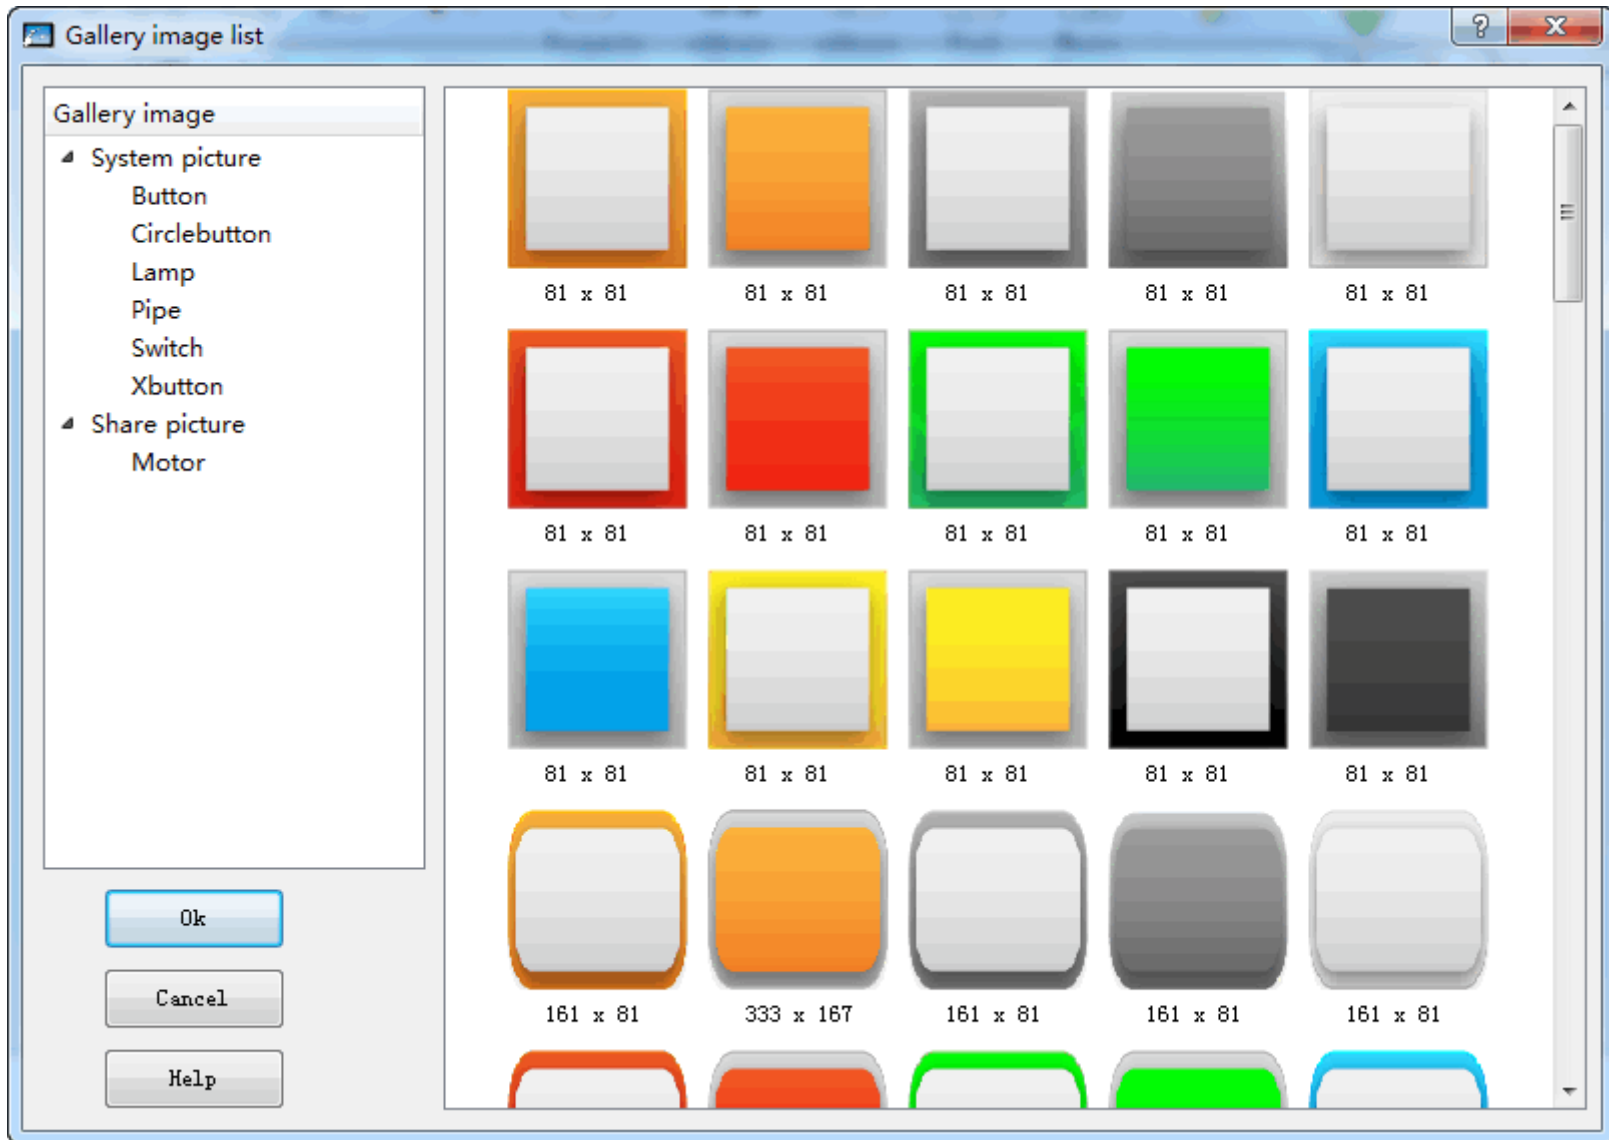 Gallery image list
?
X
Gallery image
System picture
Button
Circlebutton
Lamp
Pipe
Switch
Xbutton
Share picture
Motor
Ok
Cancel
Help
81 x 81 81 x 81 81 x 81 81 x 81 81 x 81
81 x 81 81 x 81 81 x 81 81 x 81 81 x 81
81 x 81 81 x 81 81 x 81 81 x 81 81 x 81
161 x 81 333 x 167 161 x 81 161 x 81 161 x 81